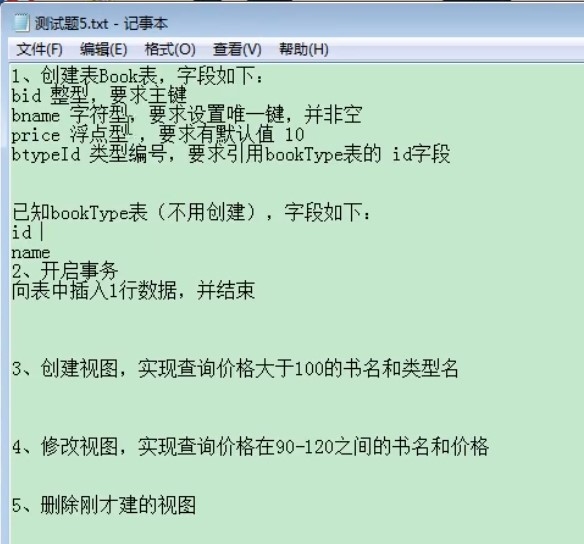 测试题5.txt - 记事本
文件(F) 编辑(E) 格式(O) 查看(V) 帮助(H)
1、创建表Book表，字段如下：
bid 整型，要求主键
bname 字符型，要求设置唯一键，并非空
price 浮点型 ，要求有默认值 10
btypeId 类型编号，要求引用bookType表的 id字段
已知bookType表（不用创建），字段如下：
id
name
2、开启事务
向表中插入1行数据，并结束
3、创建视图，实现查询价格大于100的书名和类型名
4、修改视图，实现查询价格在90-120之间的书名和价格
5、删除刚才建的视图